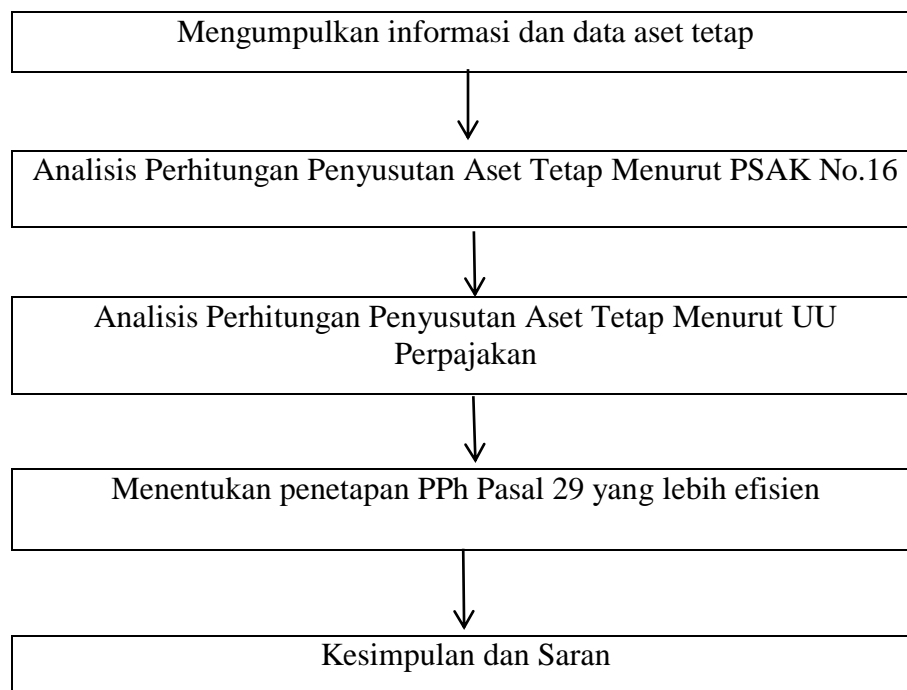 Mengumpulkan informasi dan data aset tetap
Analisis Perhitungan Penyusutan Aset Tetap Menurut PSAK No.16
Analisis Perhitungan Penyusutan Aset Tetap Menurut UU
Perpajakan
Menentukan penetapan PPh Pasal 29 yang lebih efisien
Kesimpulan dan Saran